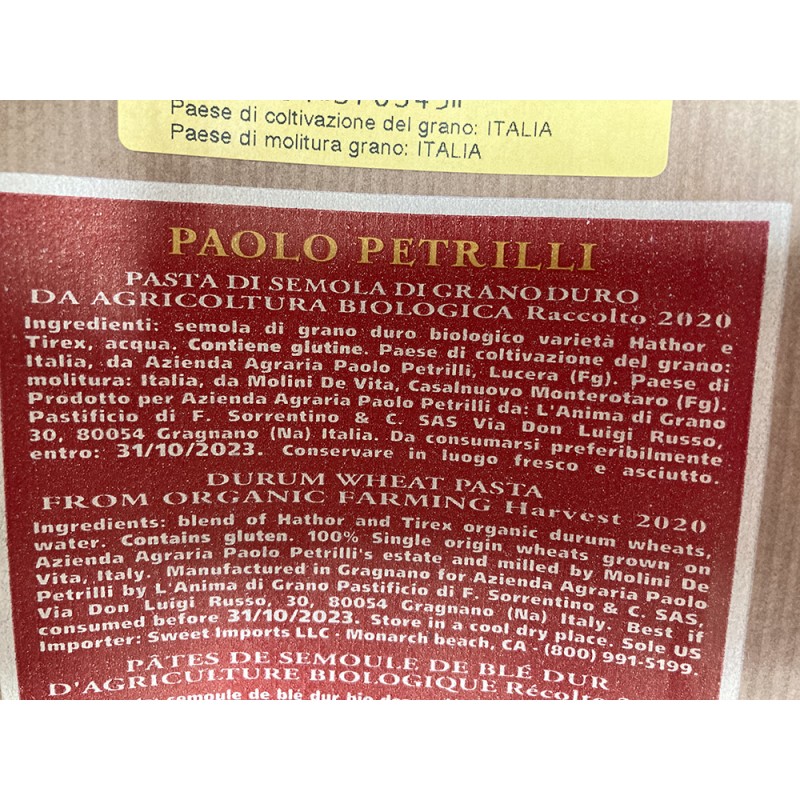 Paese di coltivazione del grano: ITALIA
Paese di molitura grano: ITALIA
PAOLO PETRILLI
PASTA DI SEMOLA DI GRANO DURO
DA AGRICOLTURA BIOLOGICA Raccolto 2020
Ingredienti: semola di grano duro biologico varietà Hathor e
Tirex, acqua. Contiene glutine. Paese di coltivazione del grano:
Italia, da Azienda Agraria Paolo Petrilli, Lucera (Fg). Paese di
molitura: Italia, da Molini De Vita, Casalnuovo Monterotaro (Fg).
Prodotto per Azienda Agraria Paolo Petrilli da: L'Anima di Grano
Pastificio di F. Sorrentino & C. SAS Via Don Luigi Russo,
30, 80054 Gragnano (Na) Italia. Da consumarsi preferibilmente
entro: 31/10/2023. Conservare in luogo fresco e asciutto.
DURUM WHEAT PASTA
FROM ORGANIC FARMING Harvest 2020
Ingredients: blend of Hathor and Tirex organic durum wheats,
water. Contains gluten. 100% Single origin wheats grown on
Azienda Agraria Paolo Petrilli's estate and milled by Molini De
Vita, Italy. Manufactured in Gragnano for Azienda Agraria Paolo
Petrilli by L'Anima di Grano Pastificio di F. Sorrentino & C. SAS,
Via Don Luigi Russo, 30, 80054 Gragnano (Na) Italy. Best if
consumed before 31/10/2023. Store in a cool dry place. Sole US
Importer: Sweet Imports LLC - Monarch beach, CA - (800) 991-5199.
PÂTES DE SEMOULE DE BLÉ DUR
D'AGRICULTURE BIOLOGIQUE Récolte
semoule de blé dur